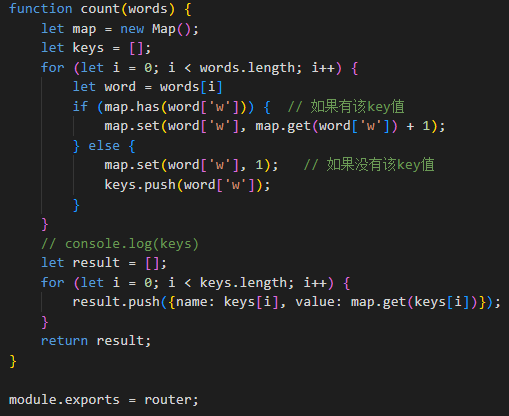 function count(words) {
    let map = new Map();
    let keys = [];
    for (let i = 0; i < words.length; i++) {
        let word = words[i]
        if (map.has(word['w'])) {  // 如果有该key值
            map.set(word['w'], map.get(word['w']) + 1);
        } else {
            map.set(word['w'], 1);   // 如果没有该key值
            keys.push(word['w']);
        }
    }
    // console.log(keys)
    let result = [];
    for (let i = 0; i < keys.length; i++) {
        result.push({name: keys[i], value: map.get(keys[i])});
    }
    return result;
}

module.exports = router;